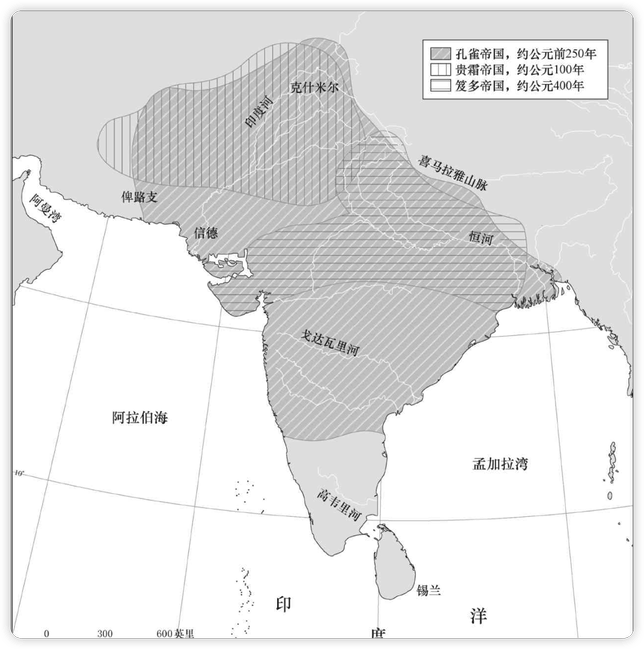 孔雀帝国，约公元前250年
贵霜帝国，约公元100年
笈多帝国，约公元400年
克什米尔
印度河
喜马拉雅山脉
俾路支
阿曼湾
信德
恒河
戈达瓦里河
阿拉伯海
孟加拉湾
高韦里河
锡兰
印度洋
0 300 600英里